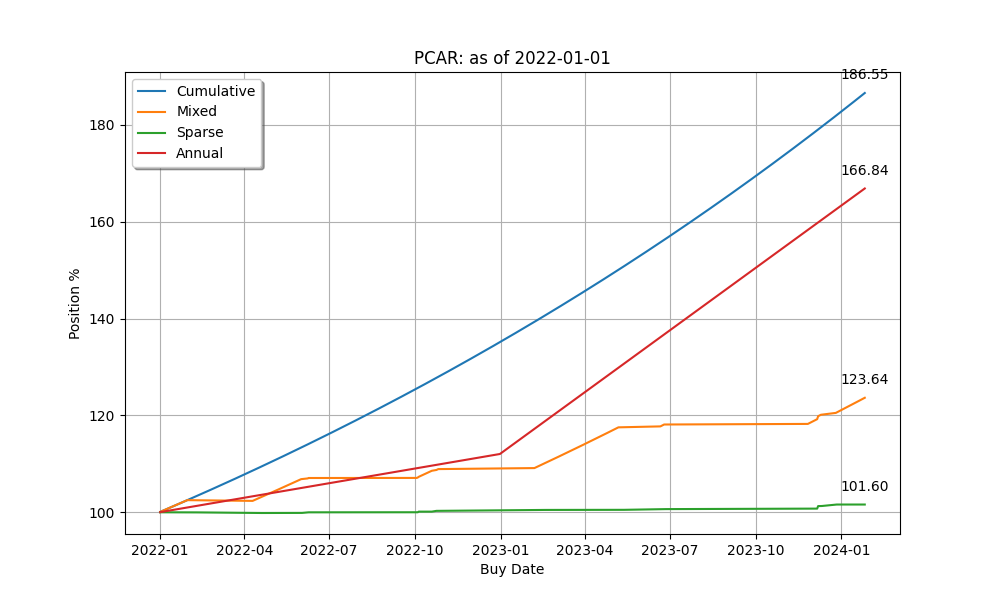 PCAR: as of 2022-01-01
186.55
Cumulative
Mixed
Sparse
Annual
180
166.84
160
Position %
140
123.64
120
101.60
100
2022-01 2022-04 2022-07 2022-10 2023-01 2023-04 2023-07 2023-10 2024-01
Buy Date